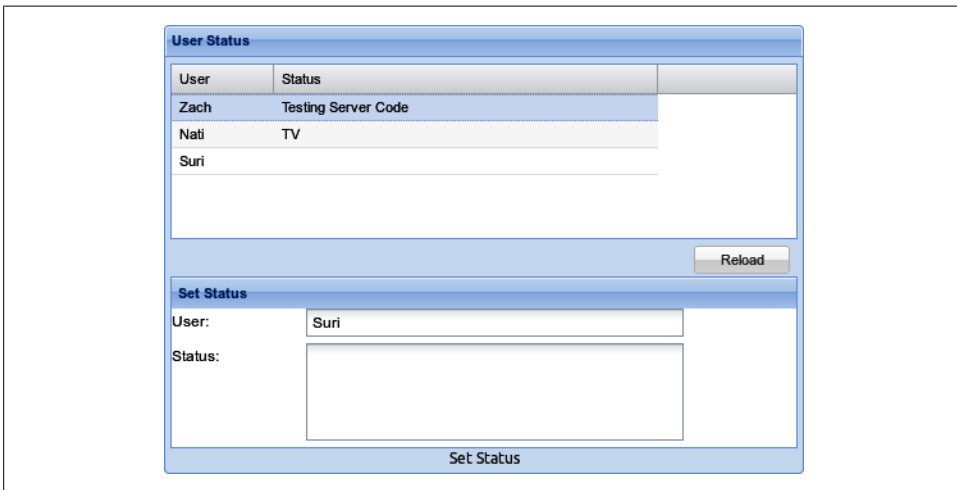 User Status
User Status
Zach Testing Server Code
Nati TV
Suri
Reload
Set Status
User: Suri
Status:
Set Status